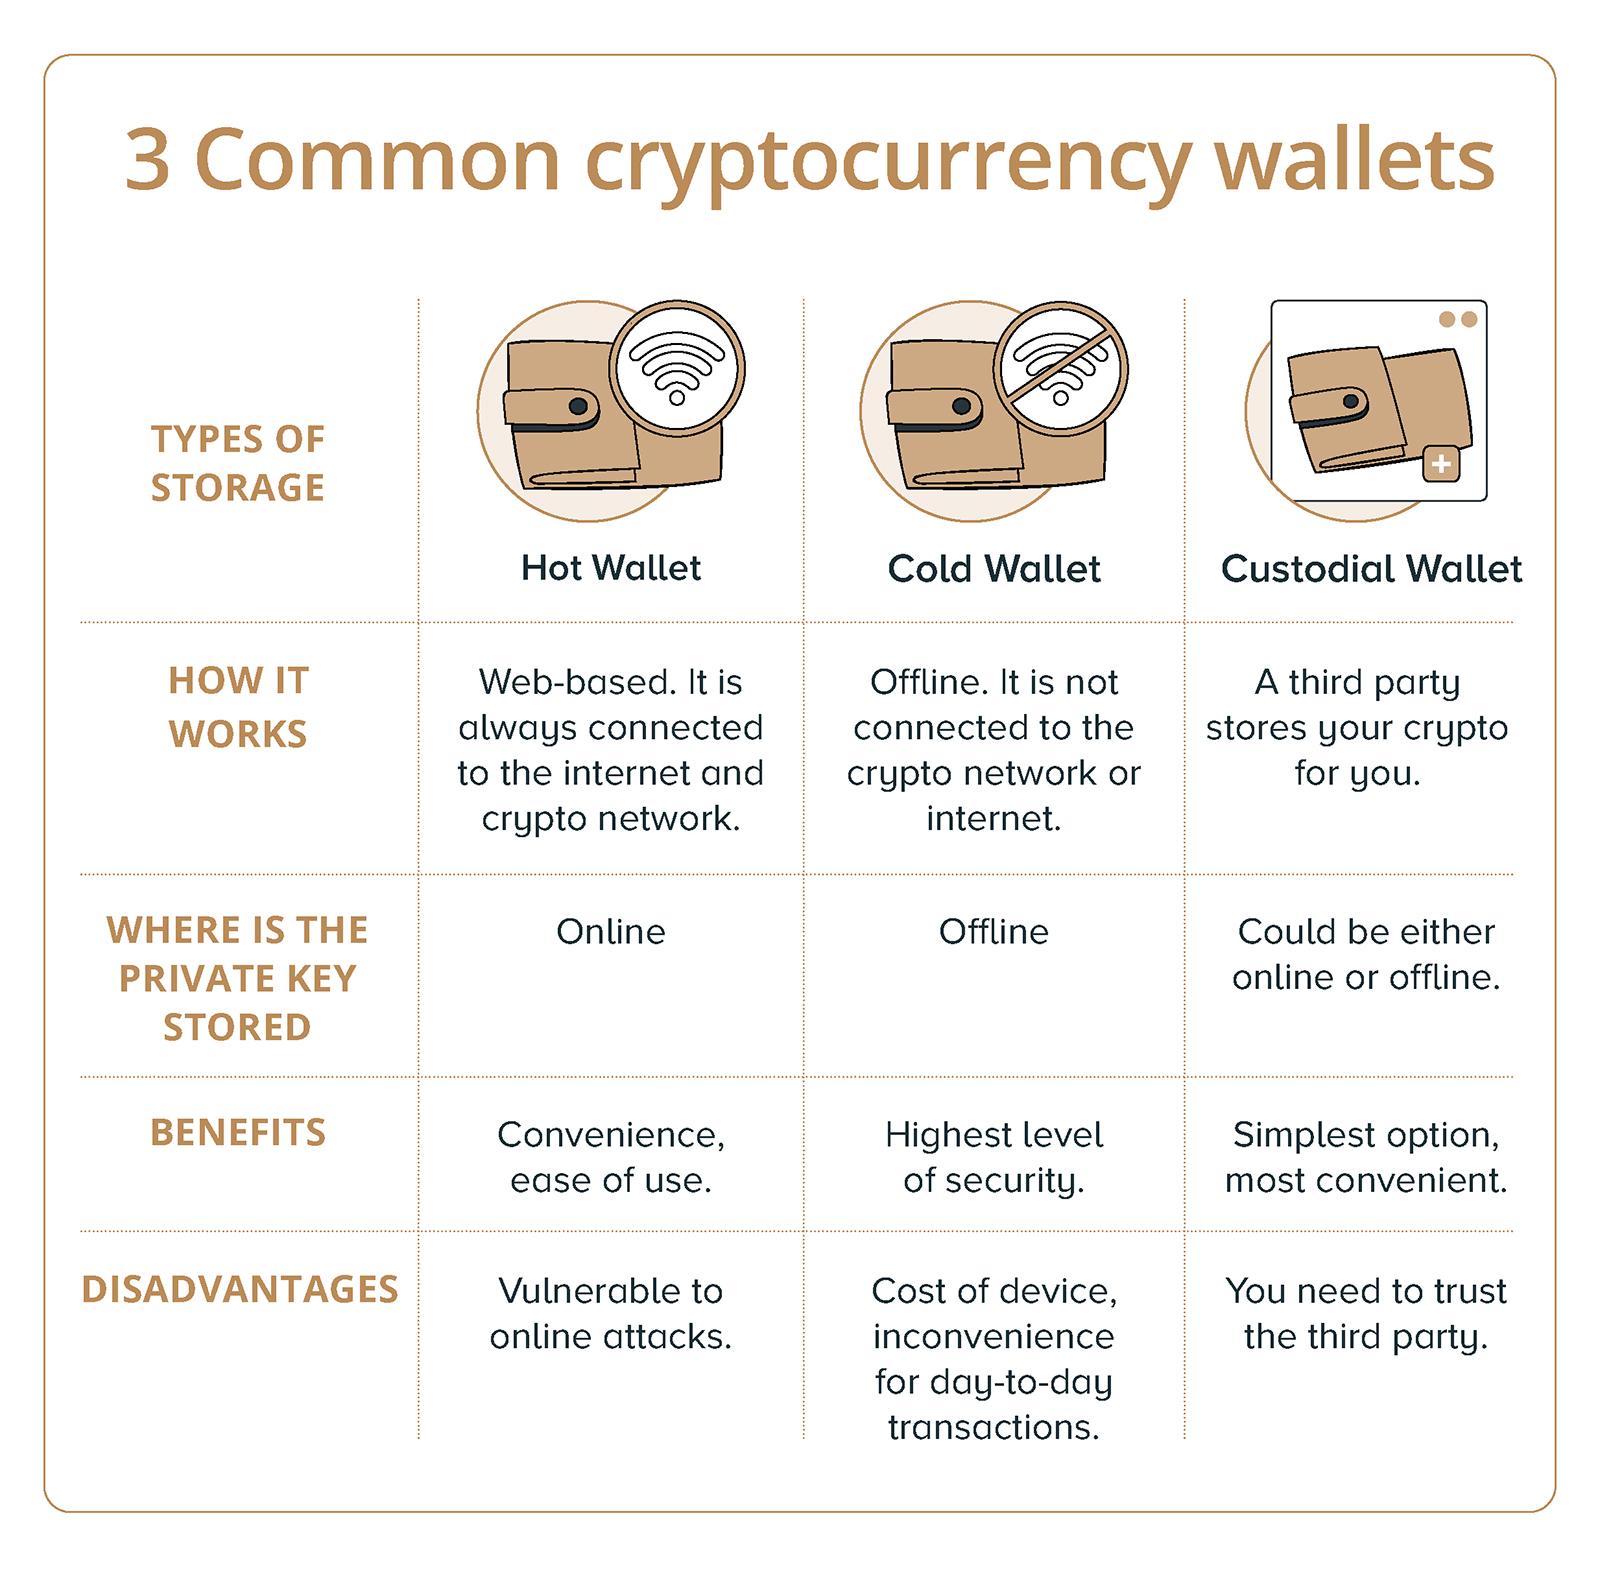 3 Common cryptocurrency wallets
TYPES OF
STORAGE
Hot Wallet
Cold Wallet
Custodial Wallet
HOW IT
WORKS
Web-based. It is
always connected
to the internet and
crypto network.
Offline. It is not
connected to the
crypto network or
internet.
A third party
stores your crypto
for you.
WHERE IS THE
PRIVATE KEY
STORED
Online
Offline
Could be either
online or offline.
BENEFITS
Convenience,
ease of use.
Highest level
of security.
Simplest option,
most convenient.
DISADVANTAGES
Vulnerable to
online attacks.
Cost of device,
inconvenience
for day-to-day
transactions.
You need to trust
the third party.